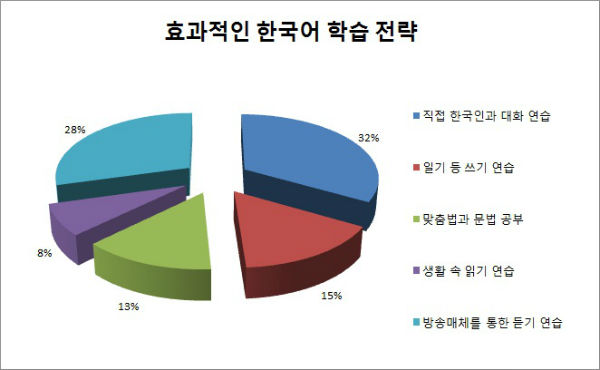 효과적인 한국어 학습 전략
28%
32%
8%
13%
15%
직접 한국인과 대화 연습
일기 등 쓰기 연습
맞춤법과 문법 공부
생활 속 읽기 연습
방송매체를 통한 듣기 연습